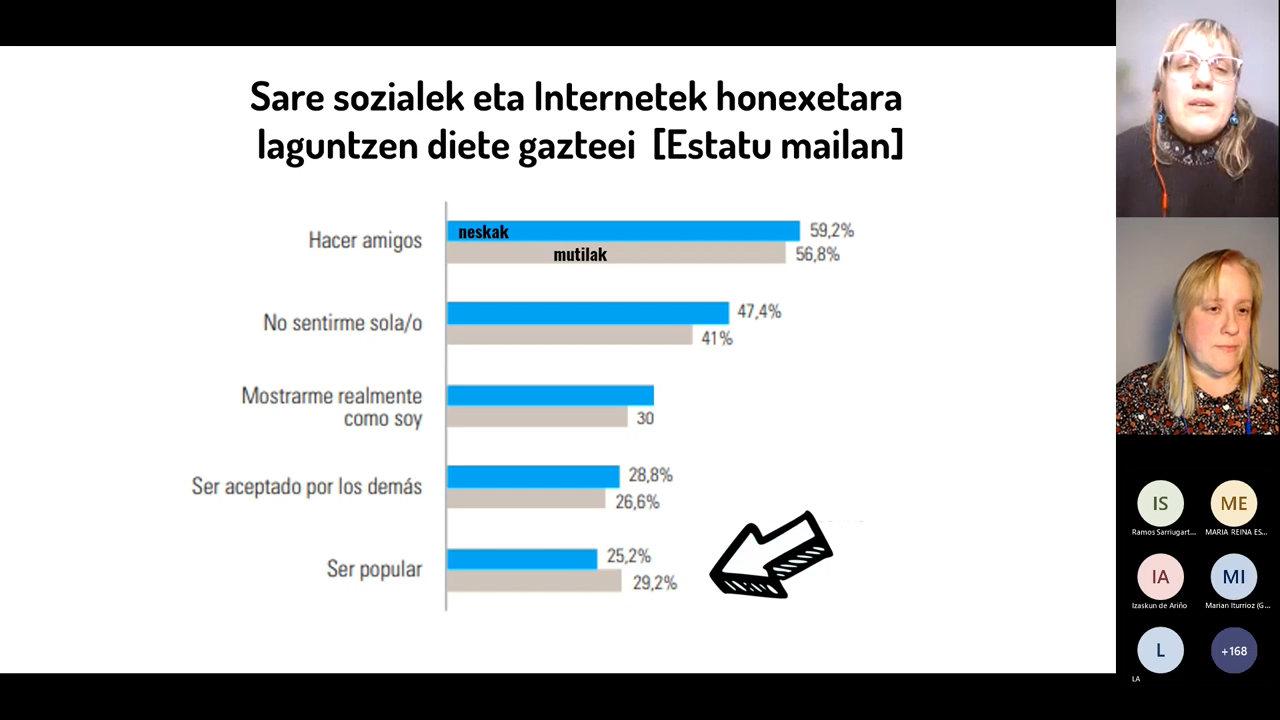 Sare sozialek eta Internetek honexetara
laguntzen diete gazteei [Estatu mailan]
Hacer amigos
neskak
59,2%
mutilak
56,8%
No sentirme sola/o
47,4%
41%
Mostrarme realmente
como soy
30
Ser aceptado por los demás
28,8%
26,6%
Ser popular
25,2%
29,2%
IS
ME
Ramos Sarriugart...
MARIA REINA ES...
IA
MI
Izaskun de Ariño
Marian Iturrioz (G...
L
+168
LA